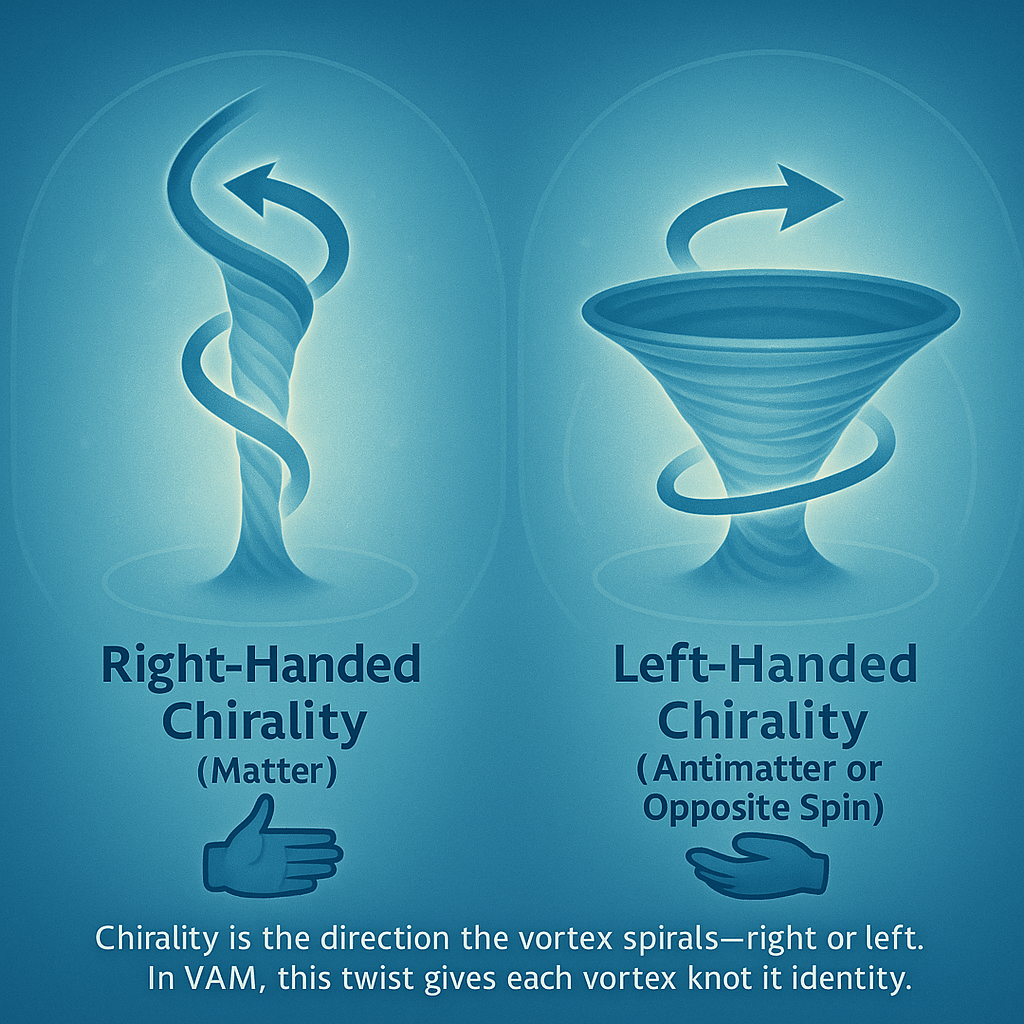 Right-Handed
Chirality
(Matter)
Left-Handed
Chirality
(Antimatter or
Opposite Spin)
Chirality is the direction the vortex spirals—right or left.
In VAM, this twist gives each vortex knot it identity.